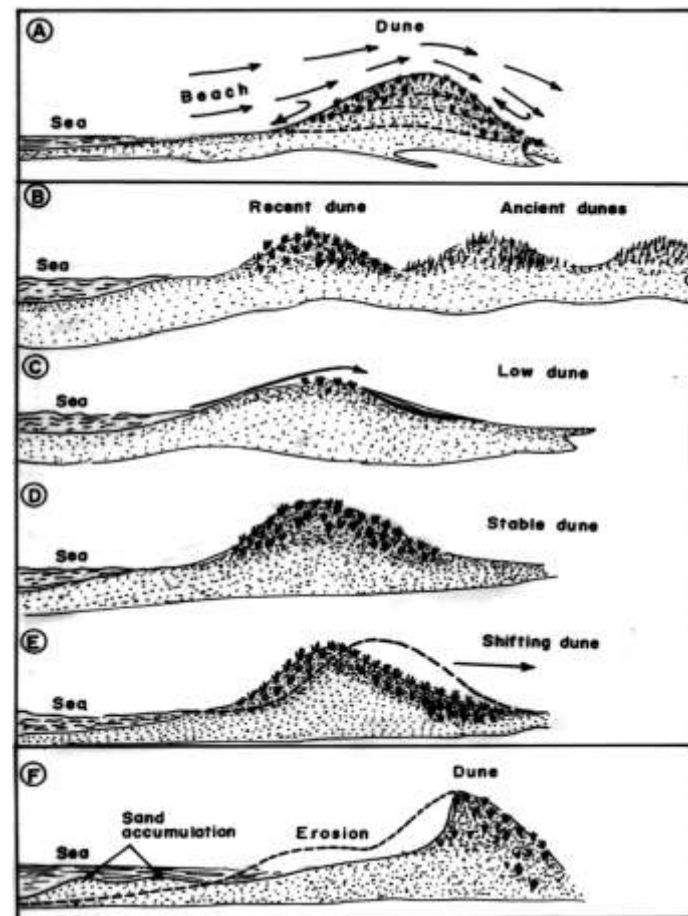 A
Dune
Beach
Sea
B
Recent dune Ancient dunes
Sea
C
Low dune
Sea
D
Stable dune
Sea
E
Shifting dune
Sea
F
Dune
Sand
accumulation
Erosion
Sea